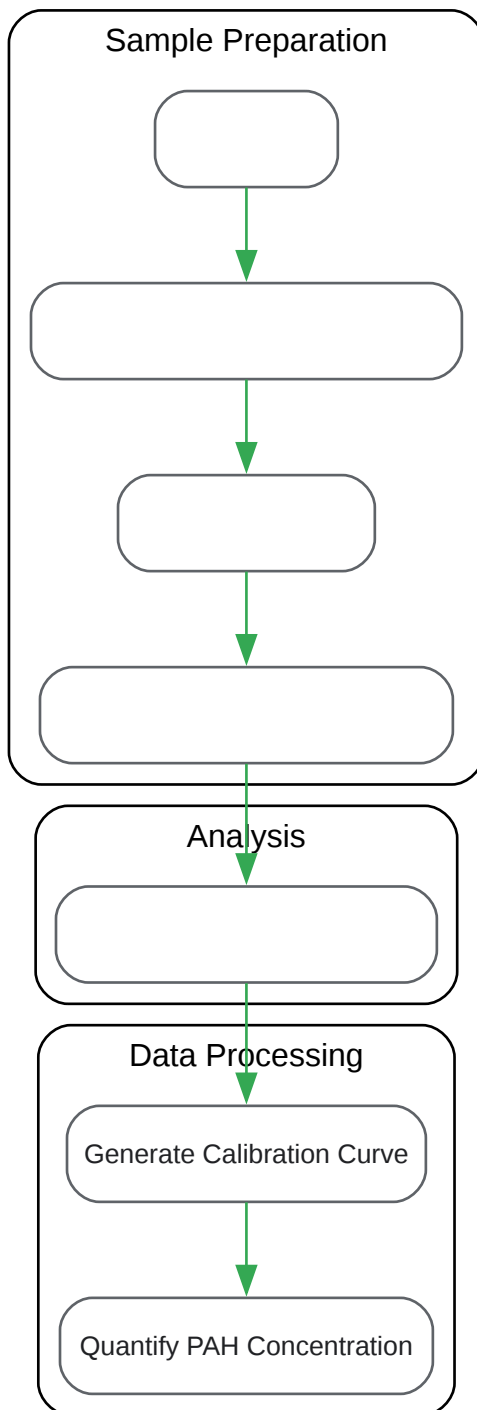 Sample Preparation
Analysis
Data Processing
Generate Calibration Curve
Quantify PAH Concentration